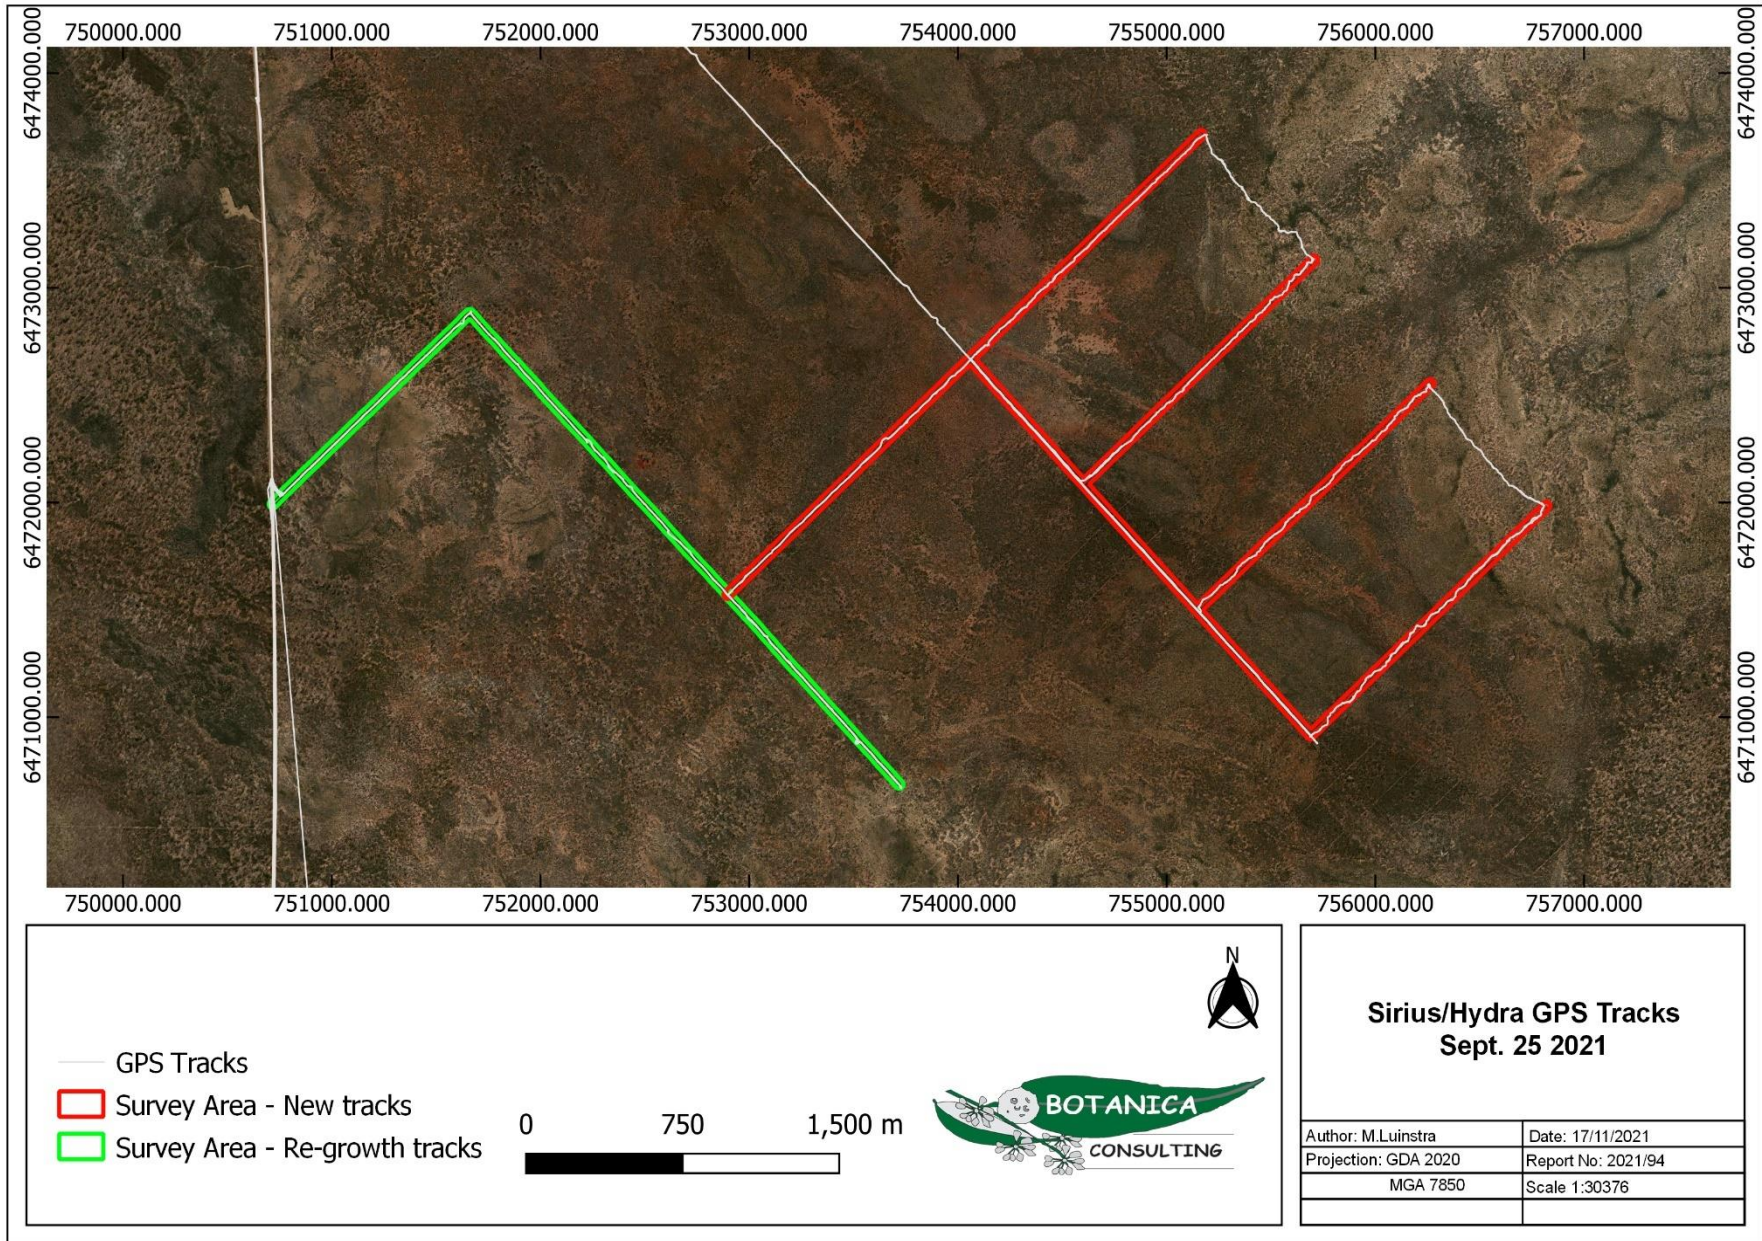 750000.000 751000.000 752000.000 753000.000 754000.000 755000.000 756000.000 757000.000
6474000.000
6473000.000
6472000.000
6471000.000
6474000.000
6473000.000
6472000.000
6471000.000
750000.000 751000.000 752000.000 753000.000 754000.000 755000.000 756000.000 757000.000
GPS Tracks
Survey Area - New tracks
Survey Area - Re-growth tracks
0 750 1,500 m
N
BOTANICA
CONSULTING
Sirius/Hydra GPS Tracks
Sept. 25 2021
Author: M.Luinstra
Date: 17/11/2021
Projection: GDA 2020
Report No: 2021/94
MGA 7850
Scale 1:30376